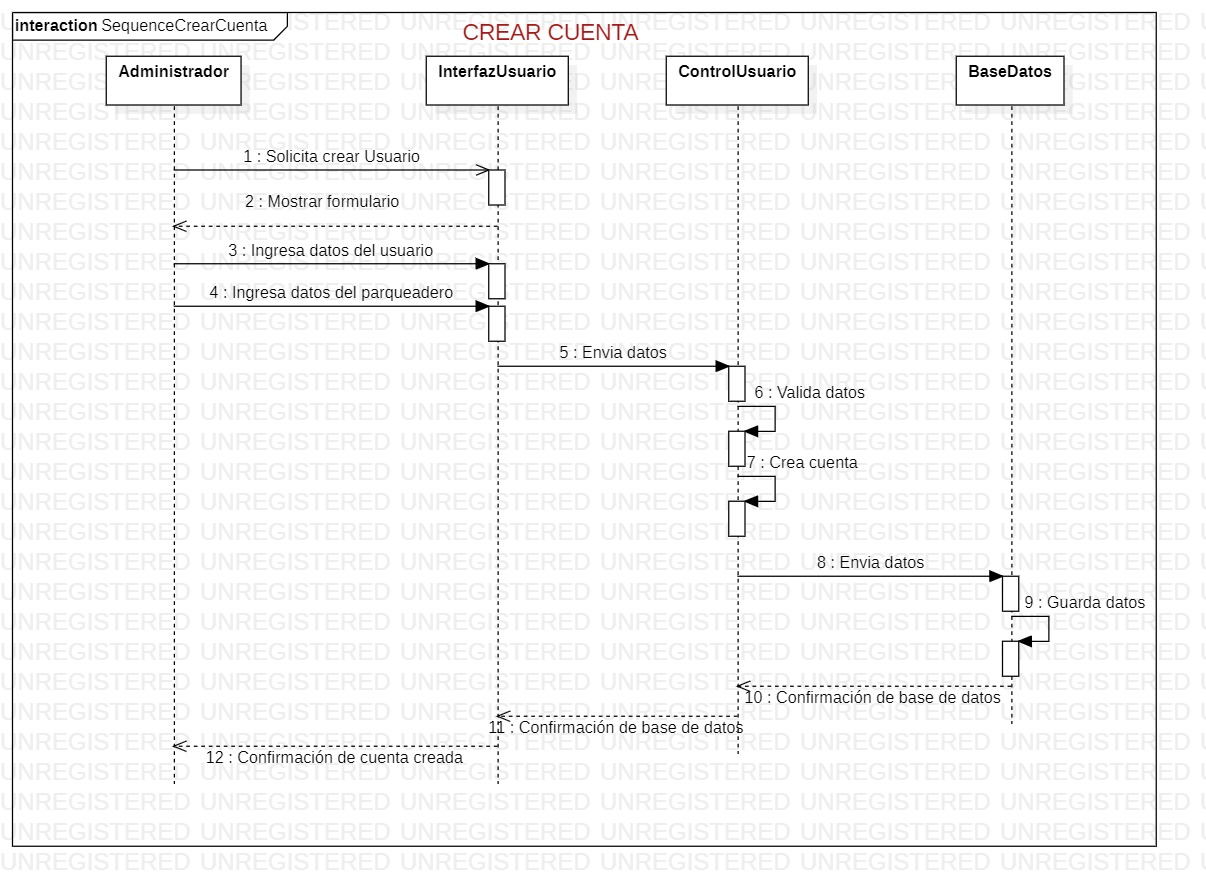 interaction SequenceCrearCuenta
CREAR CUENTA
Administrador
InterfazUsuario
ControlUsuario
BaseDatos
1 : Solicita crear Usuario
2 : Mostrar formulario
3 : Ingresa datos del usuario
4 : Ingresa datos del parqueadero
5 : Envia datos
6 : Valida datos
7 : Crea cuenta
8 : Envia datos
9 : Guarda datos
10 : Confirmación de base de datos
11 : Confirmación de base de datos
12 : Confirmación de cuenta creada
UNREGISTERED